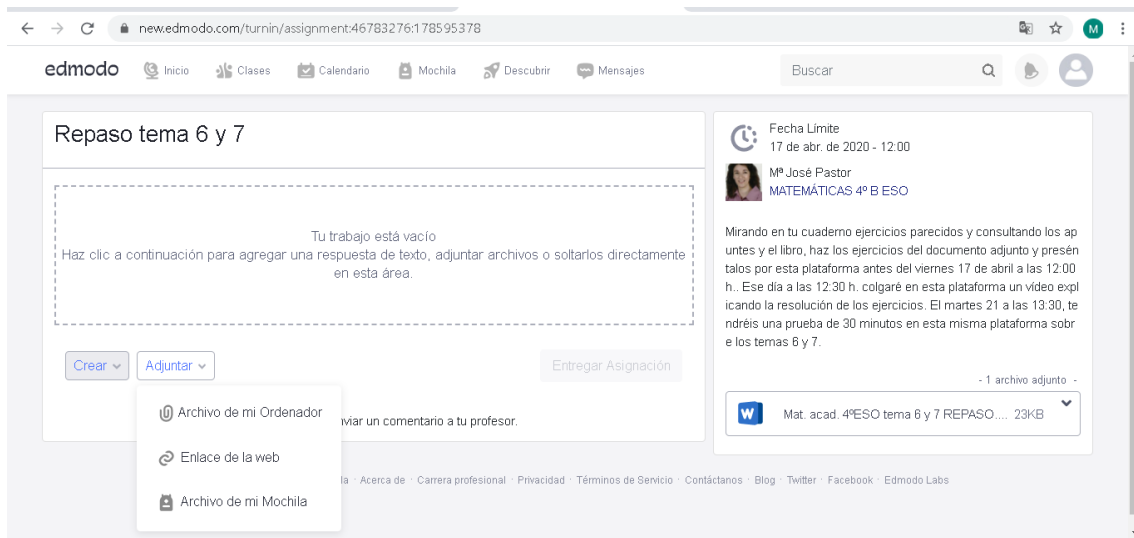 new.edmodo.com/turnin/assignment:46783276:178595378
M
edmodo Inicio Clases Calendario Mochila Descubrir Mensajes Buscar
Repaso tema 6 y 7
Tu trabajo está vacío
Haz clic a continuación para agregar una respuesta de texto, adjuntar archivos o soltarlos directamente
en esta área.
Crear Adjuntar Entregar Asignación
Archivo de mi Ordenador
Enlace de la web
Archivo de mi Mochila
nviar un comentario a tu profesor.
Fecha Límite
17 de abr. de 2020 - 12:00
Mª José Pastor
MATEMÁTICAS 4º B ESO
Mirando en tu cuaderno ejercicios parecidos y consultando los ap
untes y el libro, haz los ejercicios del documento adjunto y presén
talos por esta plataforma antes del viernes 17 de abril a las 12:00
h.. Ese día a las 12:30 h. colgaré en esta plataforma un vídeo expl
icando la resolución de los ejercicios. El martes 21 a las 13:30, te
ndréis una prueba de 30 minutos en esta misma plataforma sobr
e los temas 6 y 7.
- 1 archivo adjunto -
W Mat. acad. 4ºESO tema 6 y 7 REPASO.... 23KB
la · Acerca de · Carrera profesional · Privacidad · Términos de Servicio · Contáctanos · Blog · Twitter · Facebook · Edmodo Labs